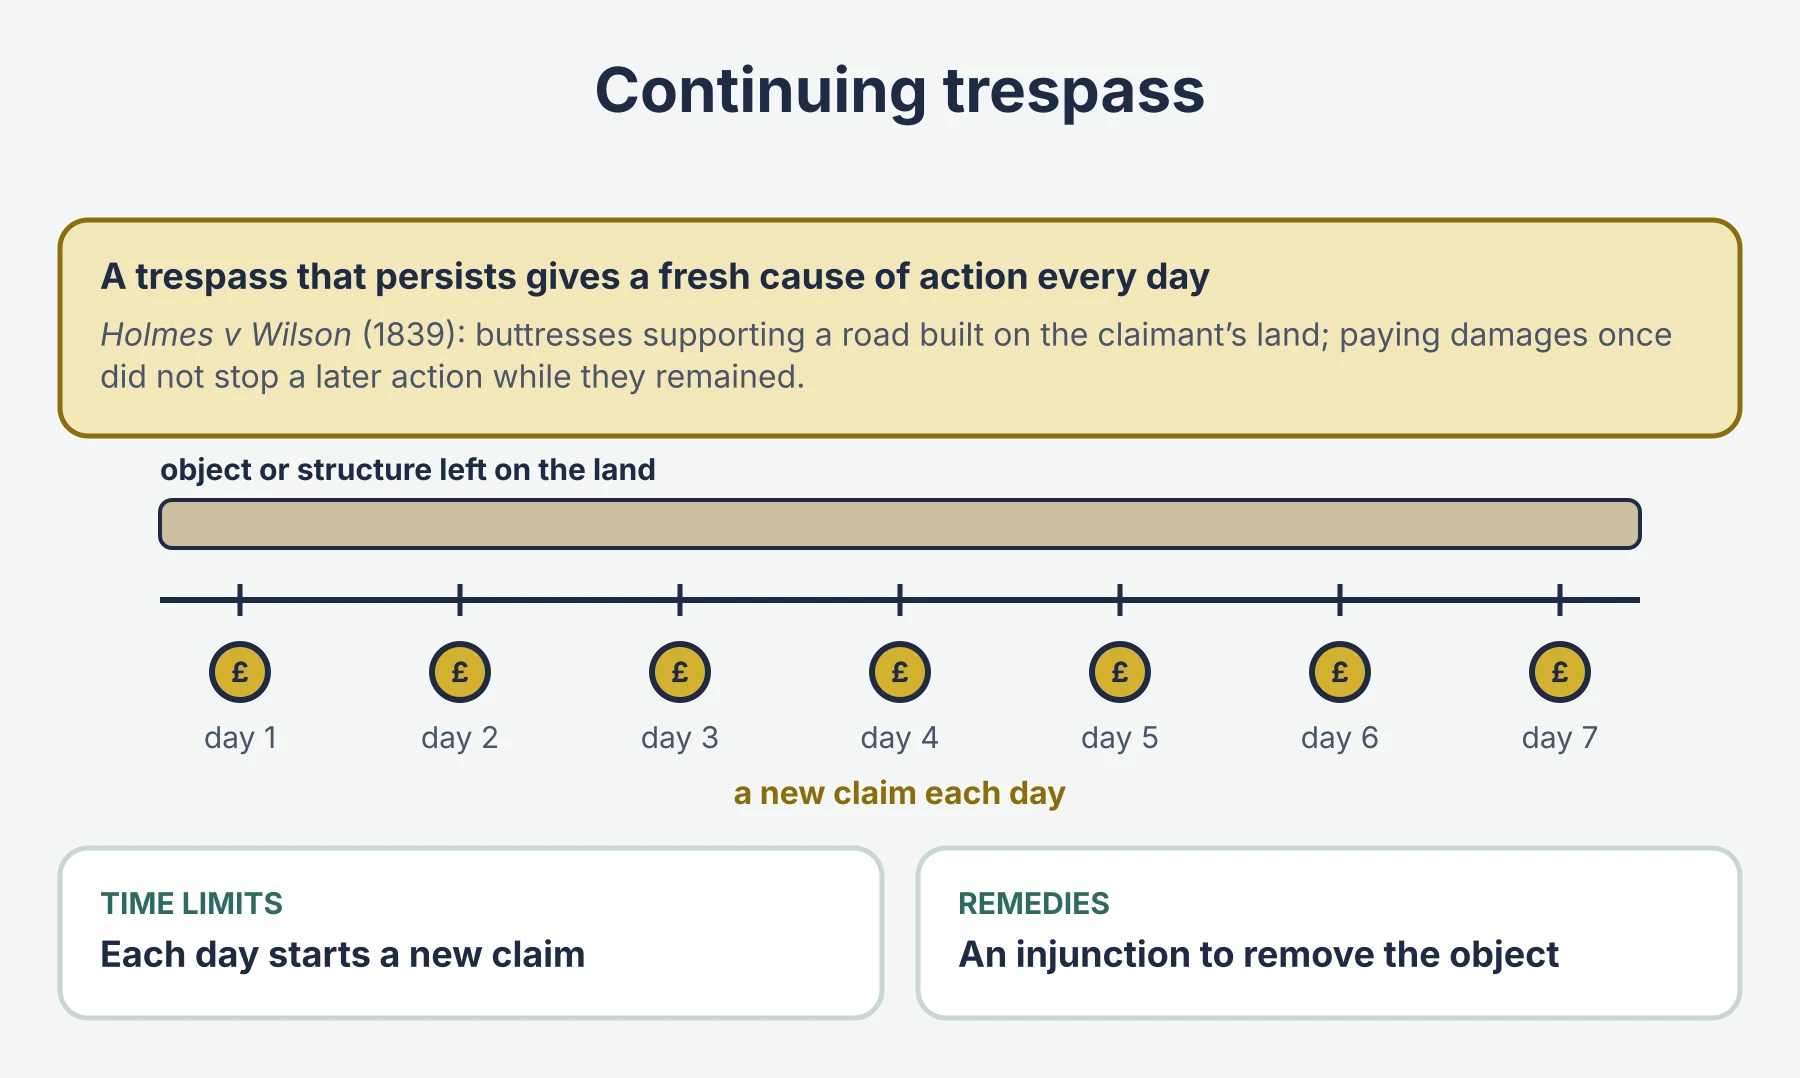 Continuing trespass
A trespass that persists gives a fresh cause of action every day
Holmes v Wilson (1839): buttresses supporting a road built on the claimant’s land; paying damages once
did not stop a later action while they remained.
object or structure left on the land
£ £ £ £ £ £ £
day 1 day 2 day 3 day 4 day 5 day 6 day 7
a new claim each day
TIME LIMITS
Each day starts a new claim
REMEDIES
An injunction to remove the object